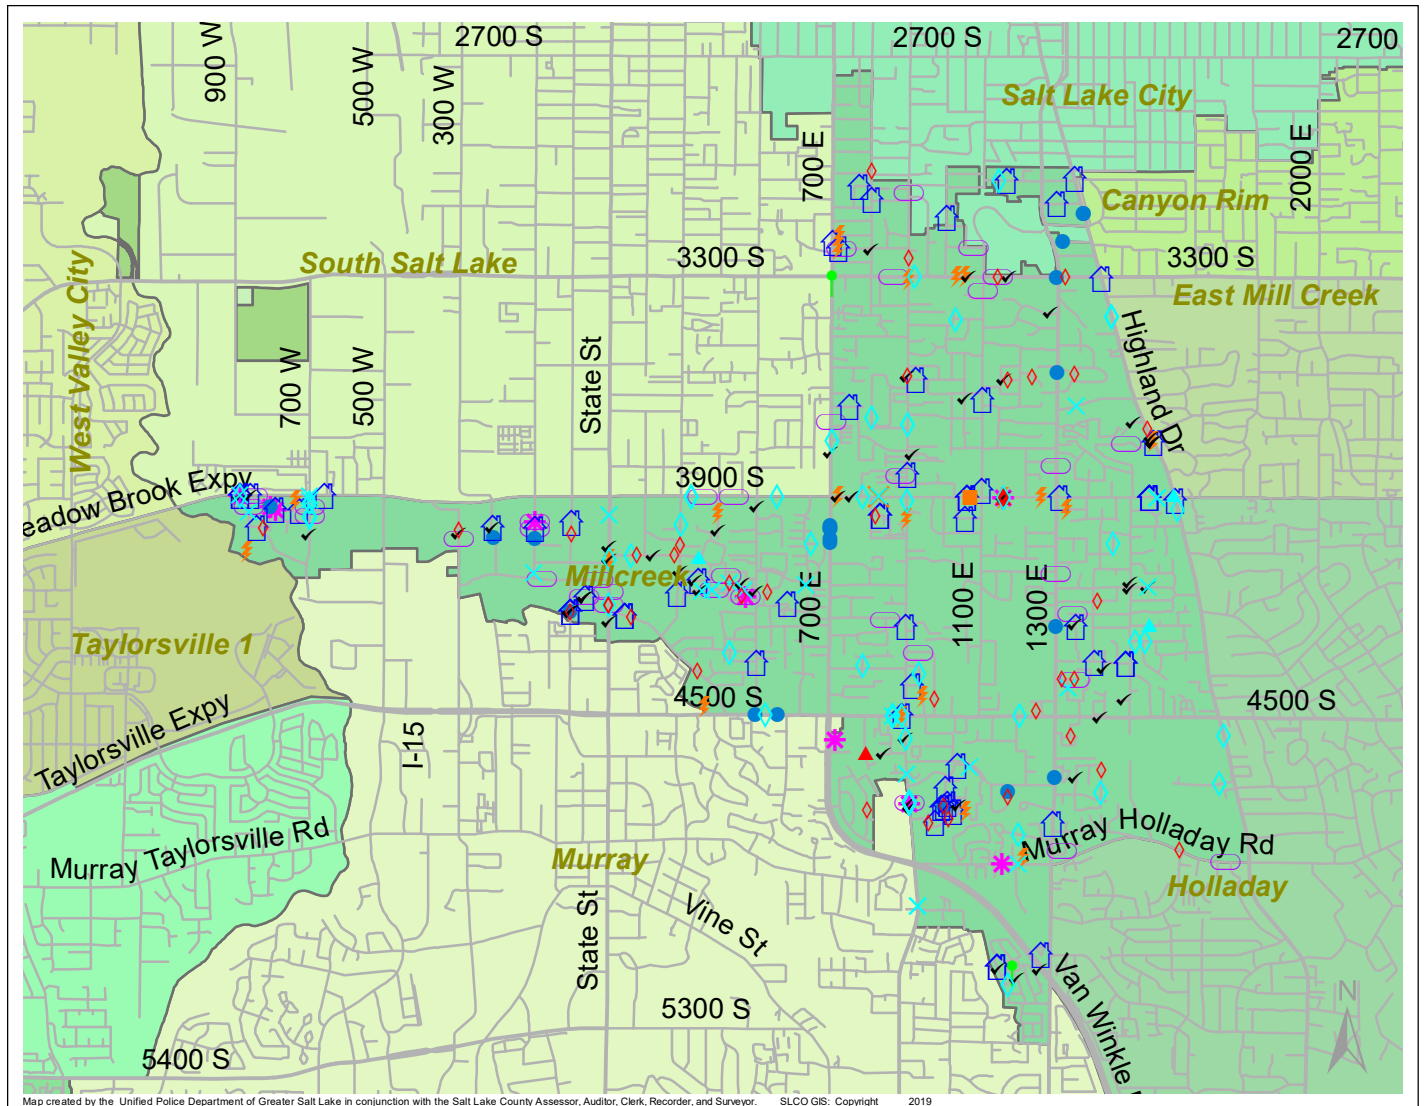 2700 S
2700 S
2700
900 W
500 W
300 W
Salt Lake City
700 E
2000 E
Canyon Rim
South Salt Lake
3300 S
3300 S
West Valley City
East Mill Creek
Highland Dr
700 W
500 W
State St
3900 S
eadow Brook Expy
Millcreek
700 E
1100 E
1300 E
Taylorsville 1
4500 S
4500 S
Taylorsville Expy
I-15
Murray Taylorsville Rd
Murray
Murray Holladay Rd
Holladay
State St
Vine St
Van Winkle
5300 S
N
5400 S
Map created by the Unified Police Department of Greater Salt Lake in conjunction with the Salt Lake County Assessor, Auditor, Clerk, Recorder, and Surveyor. SLCO GIS: Copyright 2019